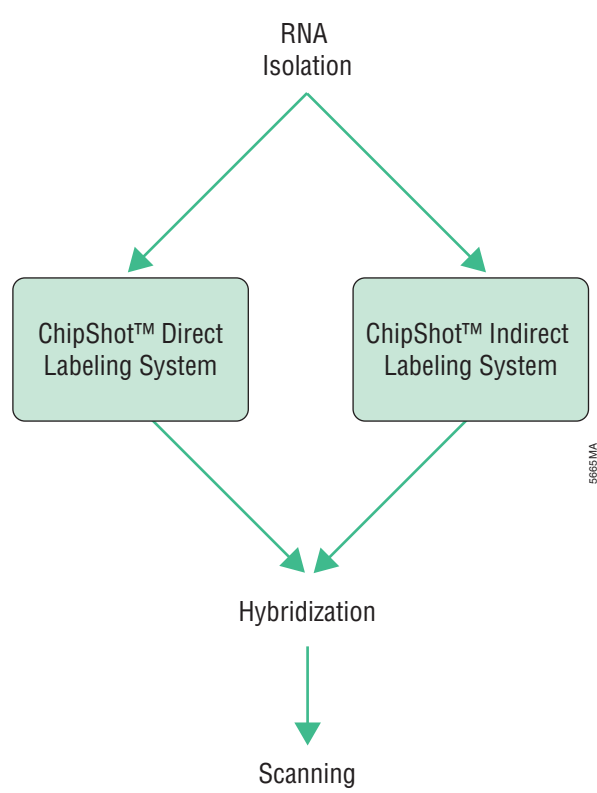 RNA
Isolation
ChipShot™ Direct
Labeling System
ChipShot™ Indirect
Labeling System
5665MA
Hybridization
Scanning